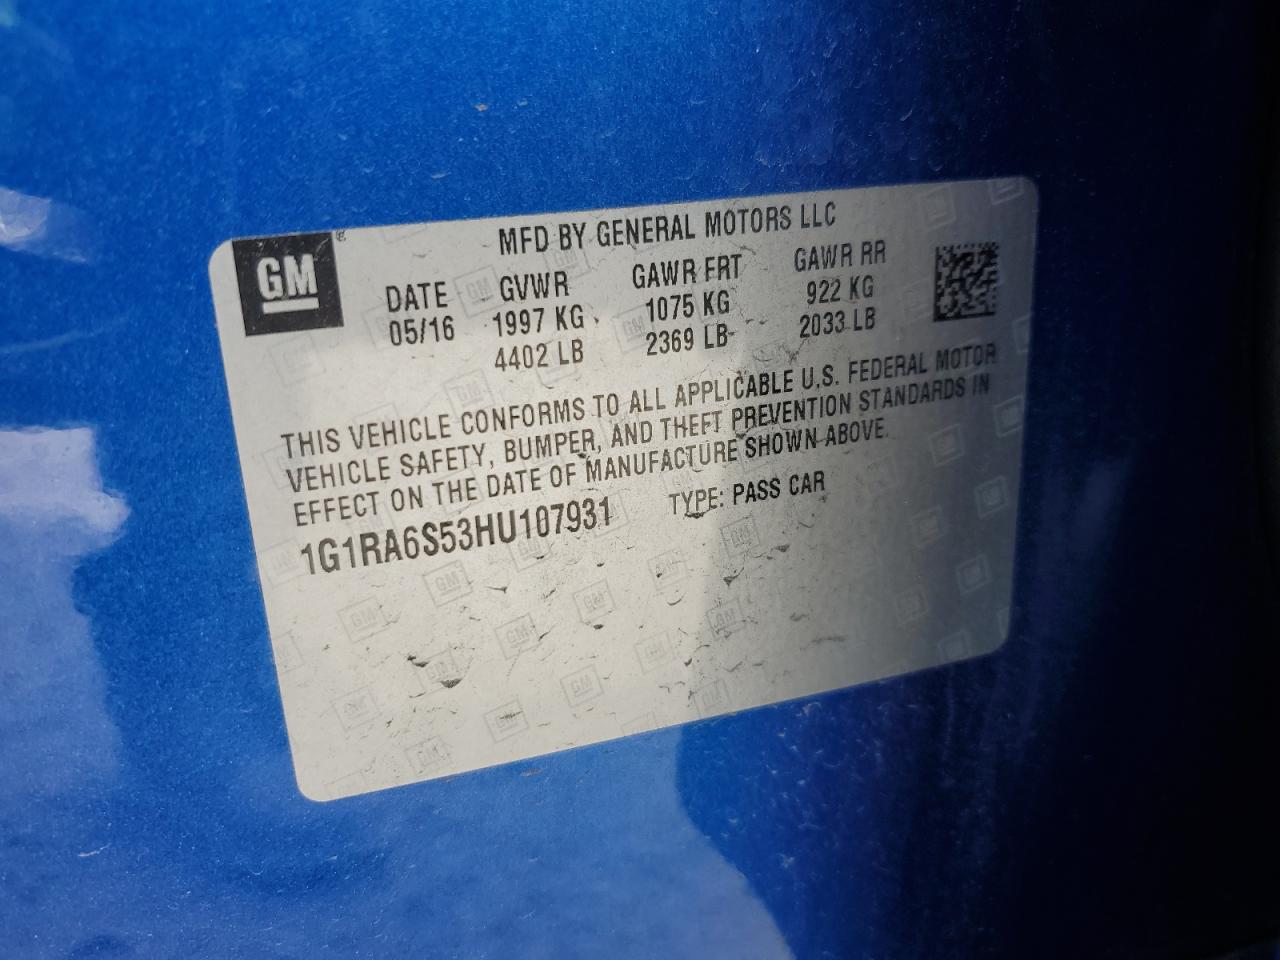 GM
MFD BY GENERAL MOTORS LLC
DATE GVWR GAWR FRT GAWR RR
05/16 1997 KG 1075 KG 922 KG
4402 LB 2369 LB 2033 LB
THIS VEHICLE CONFORMS TO ALL APPLICABLE U.S. FEDERAL MOTOR
VEHICLE SAFETY, BUMPER, AND THEFT PREVENTION STANDARDS IN
EFFECT ON THE DATE OF MANUFACTURE SHOWN ABOVE.
1G1RA6S53HU107931 TYPE: PASS CAR